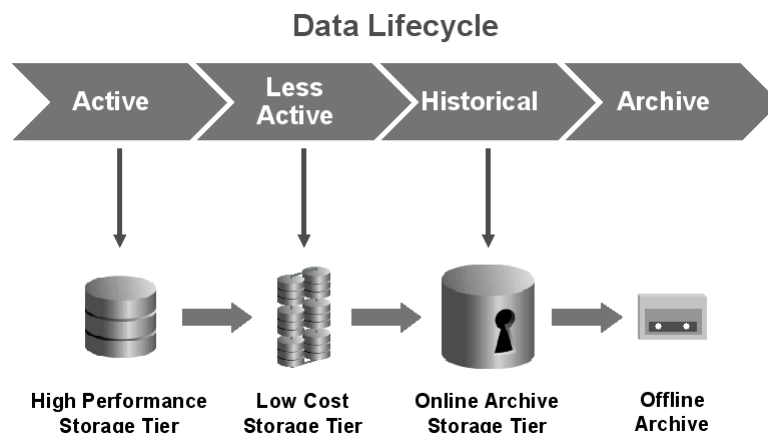 Data Lifecycle
Active
Less
Active
Historical
Archive
High Performance
Storage Tier
Low Cost
Storage Tier
Online Archive
Storage Tier
Offline
Archive